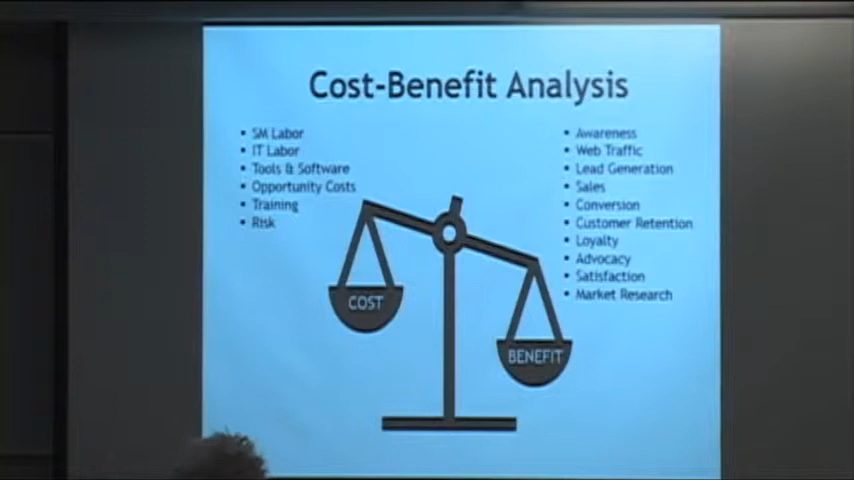 Cost-Benefit Analysis
▪ SM Labor
▪ IT Labor
▪ Tools & Software
▪ Opportunity Costs
▪ Training
▪ Risk
▪ Awareness
▪ Web Traffic
▪ Lead Generation
▪ Sales
▪ Conversion
▪ Customer Retention
▪ Loyalty
▪ Advocacy
▪ Satisfaction
▪ Market Research
COST
BENEFIT